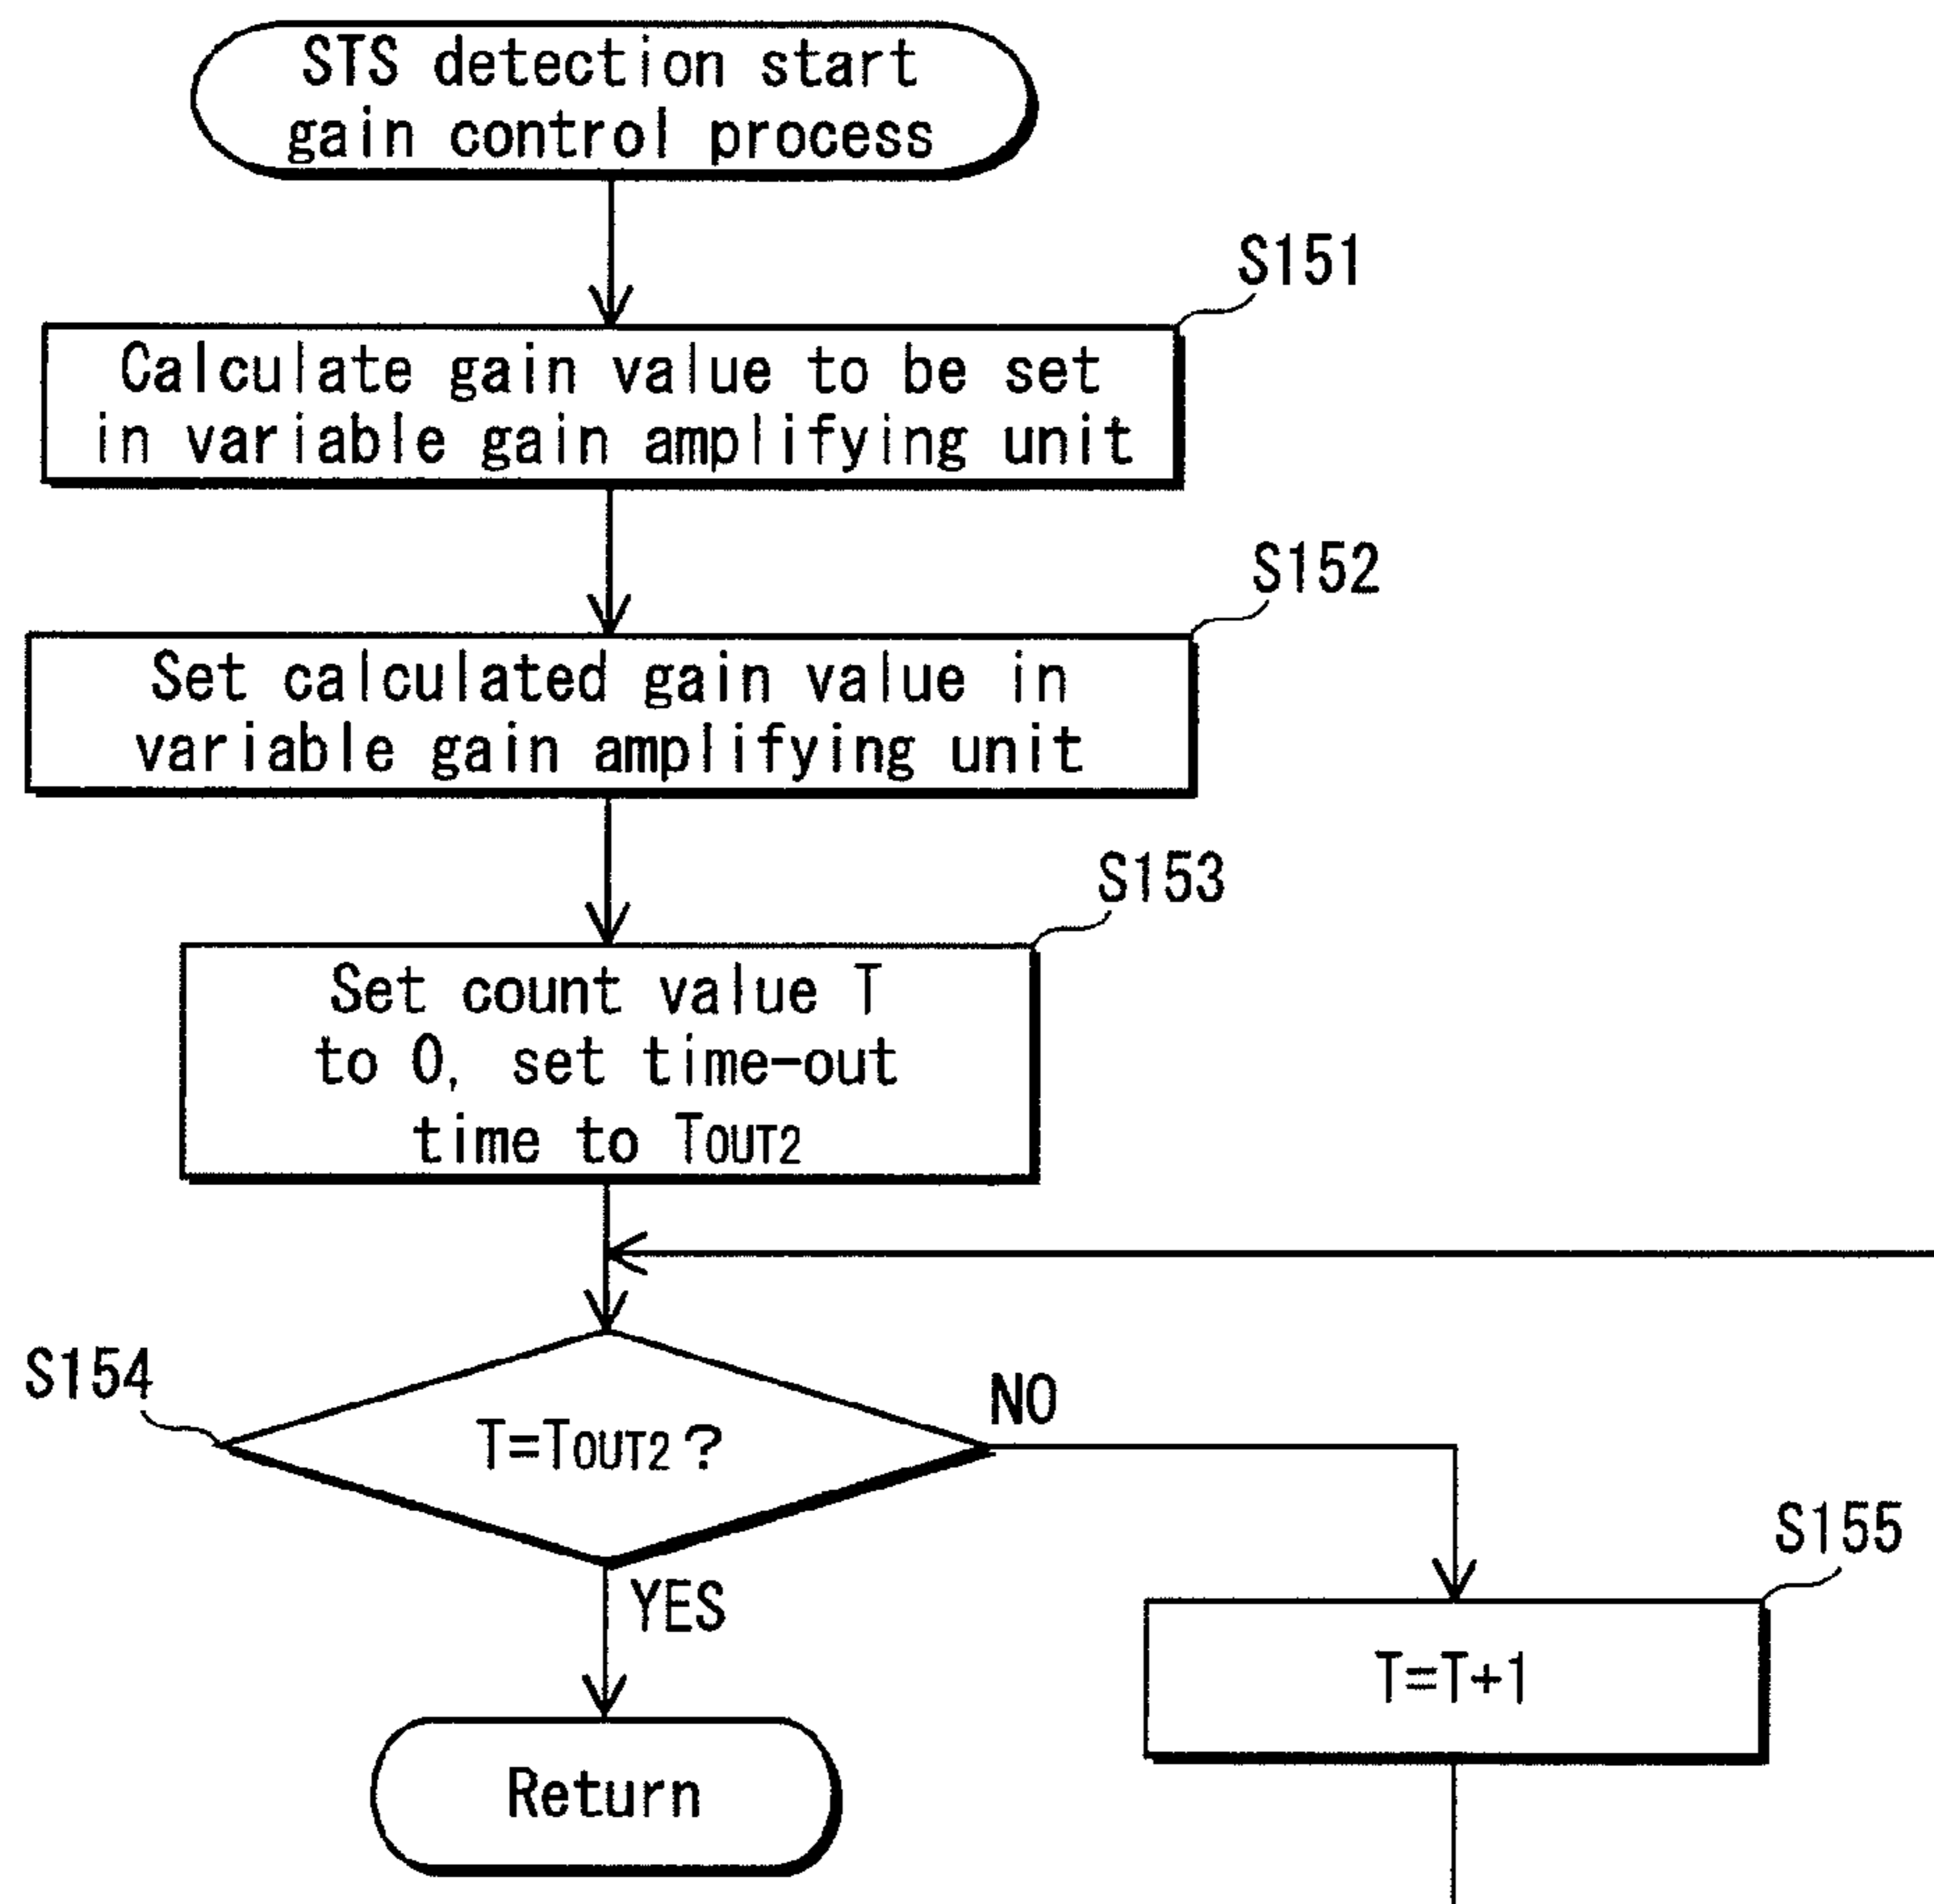 STS detection start
gain control process
S151
Calculate gain value to be set
in variable gain amplifying unit
S152
Set calculated gain value in
variable gain amplifying unit
S153
Set count value T
to 0, set time-out
time to TOUT2
S154
T=TOUT2?
NO
YES
S155
T=T+1
Return